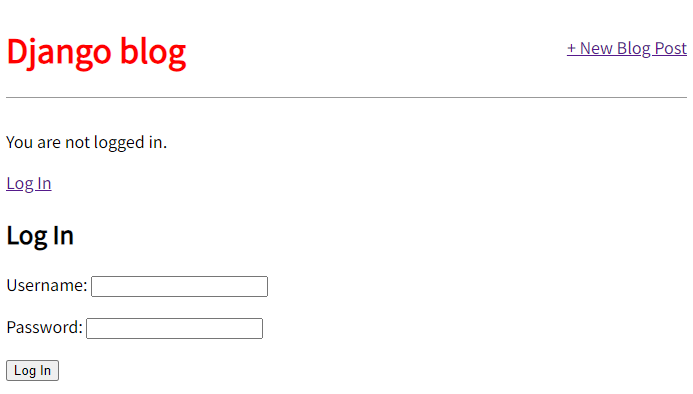 Django blog
+ New Blog Post
You are not logged in.
Log In
Log In
Username:
Password:
Log In